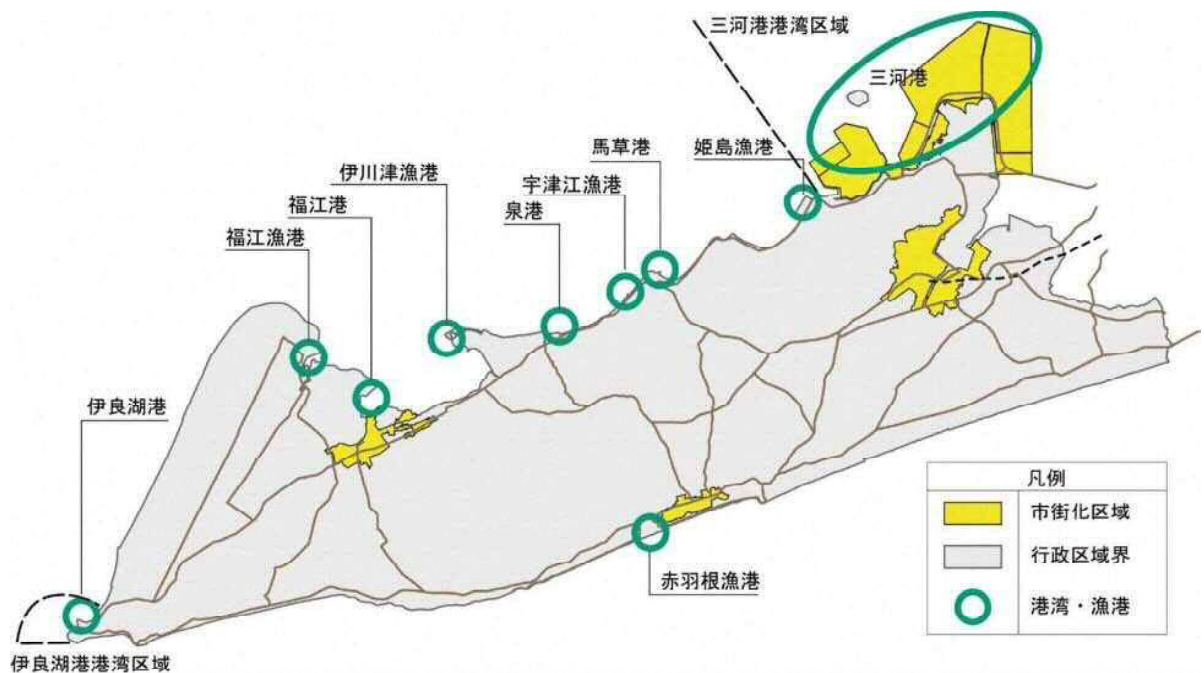 三河港港湾区域
三河港
馬草港
姫島漁港
伊川津漁港
宇津江漁港
福江港
泉港
福江漁港
伊良湖港
凡例
市街化区域
行政区域界
赤羽根漁港
港湾・漁港
伊良湖港港湾区域